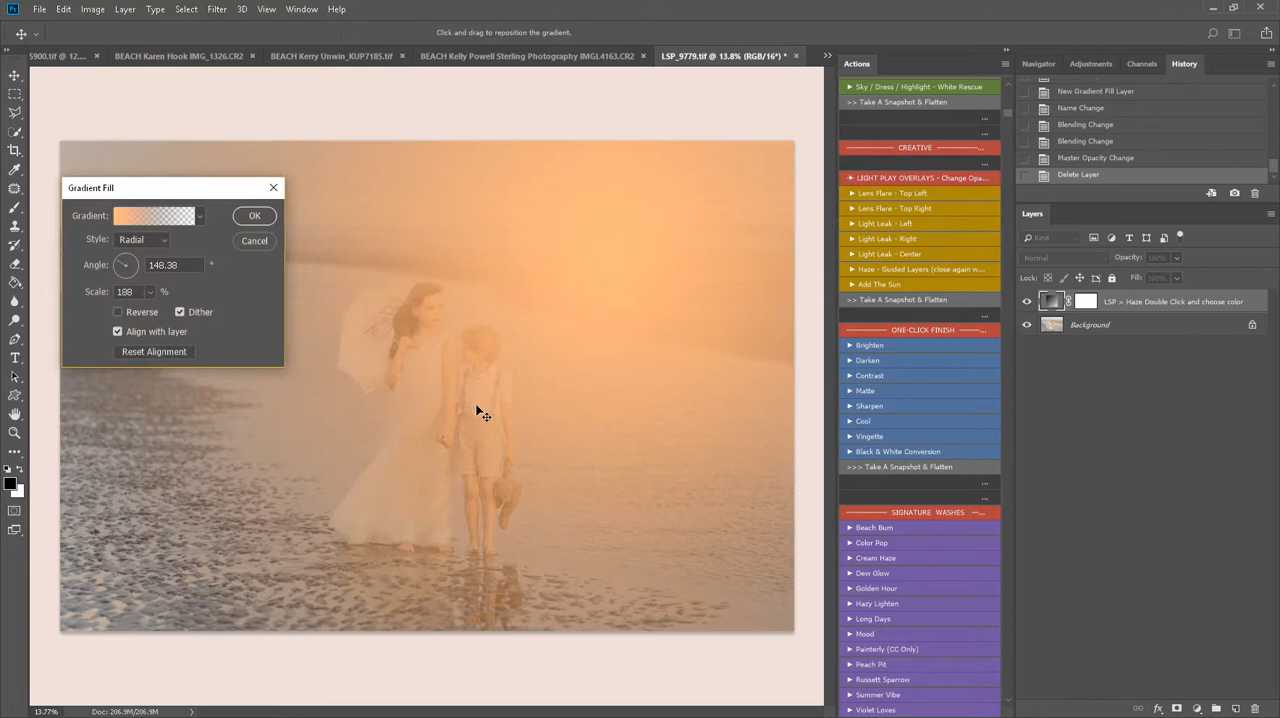 Ps File Edit Image Layer Type Select Filter 3D View Window Help
Click and drag to reposition the gradient.
5900.tif @ 12.... × BEACH Karen Hook IMG_1326.CR2 × BEACH Kerry Unwin_KUP7185.tif × BEACH Kelly Powell Sterling Photography IMGL4163.CR2 × LSP_9779.tif @ 13.8% (RGB/16*) * ×
Gradient Fill
Gradient:
OK
Style: Radial
Cancel
Angle: 148.38 °
Scale: 188 %
Reverse Dither
Align with layer
Reset Alignment
13.77% Doc: 206.9M/206.9M
Actions
Sky / Dress / Highlight - White Rescue
>> Take A Snapshot & Flatten
...
...
CREATIVE ...
...
☀ LIGHT PLAY OVERLAYS - Change Opa...
Lens Flare - Top Left
Lens Flare - Top Right
Light Leak - Left
Light Leak - Right
Light Leak - Center
Haze - Guided Layers (close again w...
Add The Sun
>> Take A Snapshot & Flatten
...
ONE-CLICK FINISH
Brighten
Darken
Contrast
Matte
Sharpen
Cool
Vingette
Black & White Conversion
>>> Take A Snapshot & Flatten
...
...
SIGNATURE WASHES —...
Beach Bum
Color Pop
Cream Haze
Dew Glow
Golden Hour
Hazy Lighten
Long Days
Mood
Painterly (CC Only)
Peach Pit
Russett Sparrow
Summer Vibe
Violet Loves
Navigator Adjustments Channels History
New Gradient Fill Layer
Name Change
Blending Change
Blending Change
Master Opacity Change
Delete Layer
Layers
Kind
Normal Opacity: 100%
Lock: Fill: 100%
LSP > Haze Double Click and choose color
Background
fx